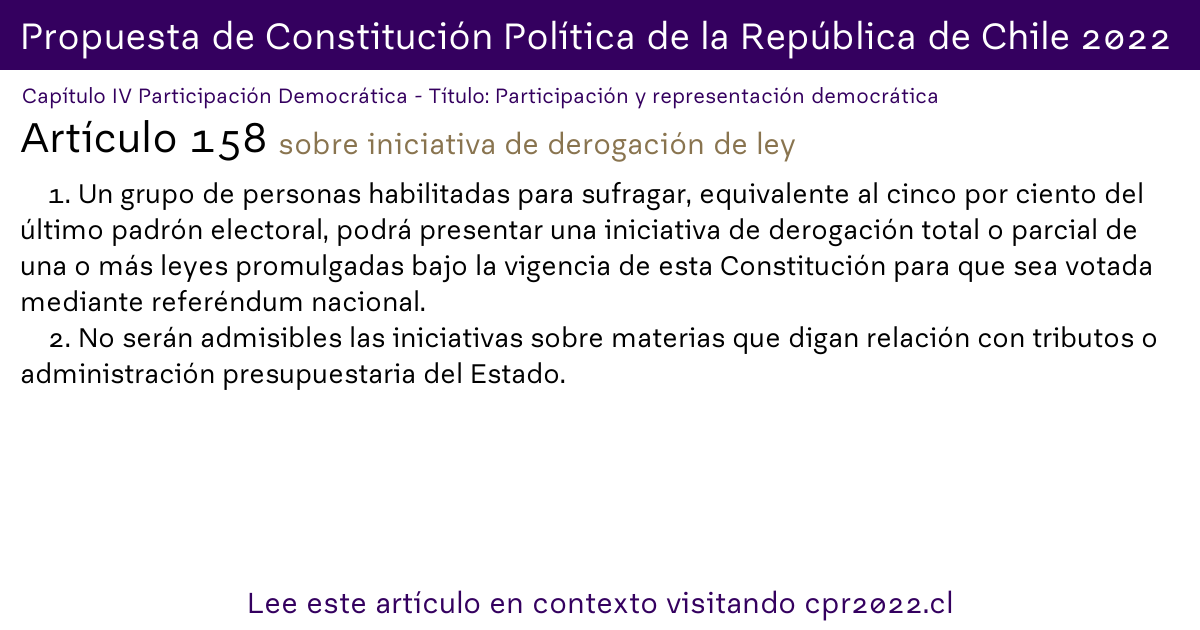 Propuesta de Constitución Política de la República de Chile 2022
Capítulo IV Participación Democrática - Título: Participación y representación democrática
Artículo 158 sobre iniciativa de derogación de ley
1. Un grupo de personas habilitadas para sufragar, equivalente al cinco por ciento del
último padrón electoral, podrá presentar una iniciativa de derogación total o parcial de
una o más leyes promulgadas bajo la vigencia de esta Constitución para que sea votada
mediante referéndum nacional.
2. No serán admisibles las iniciativas sobre materias que digan relación con tributos o
administración presupuestaria del Estado.
Lee este artículo en contexto visitando cpr2022.cl